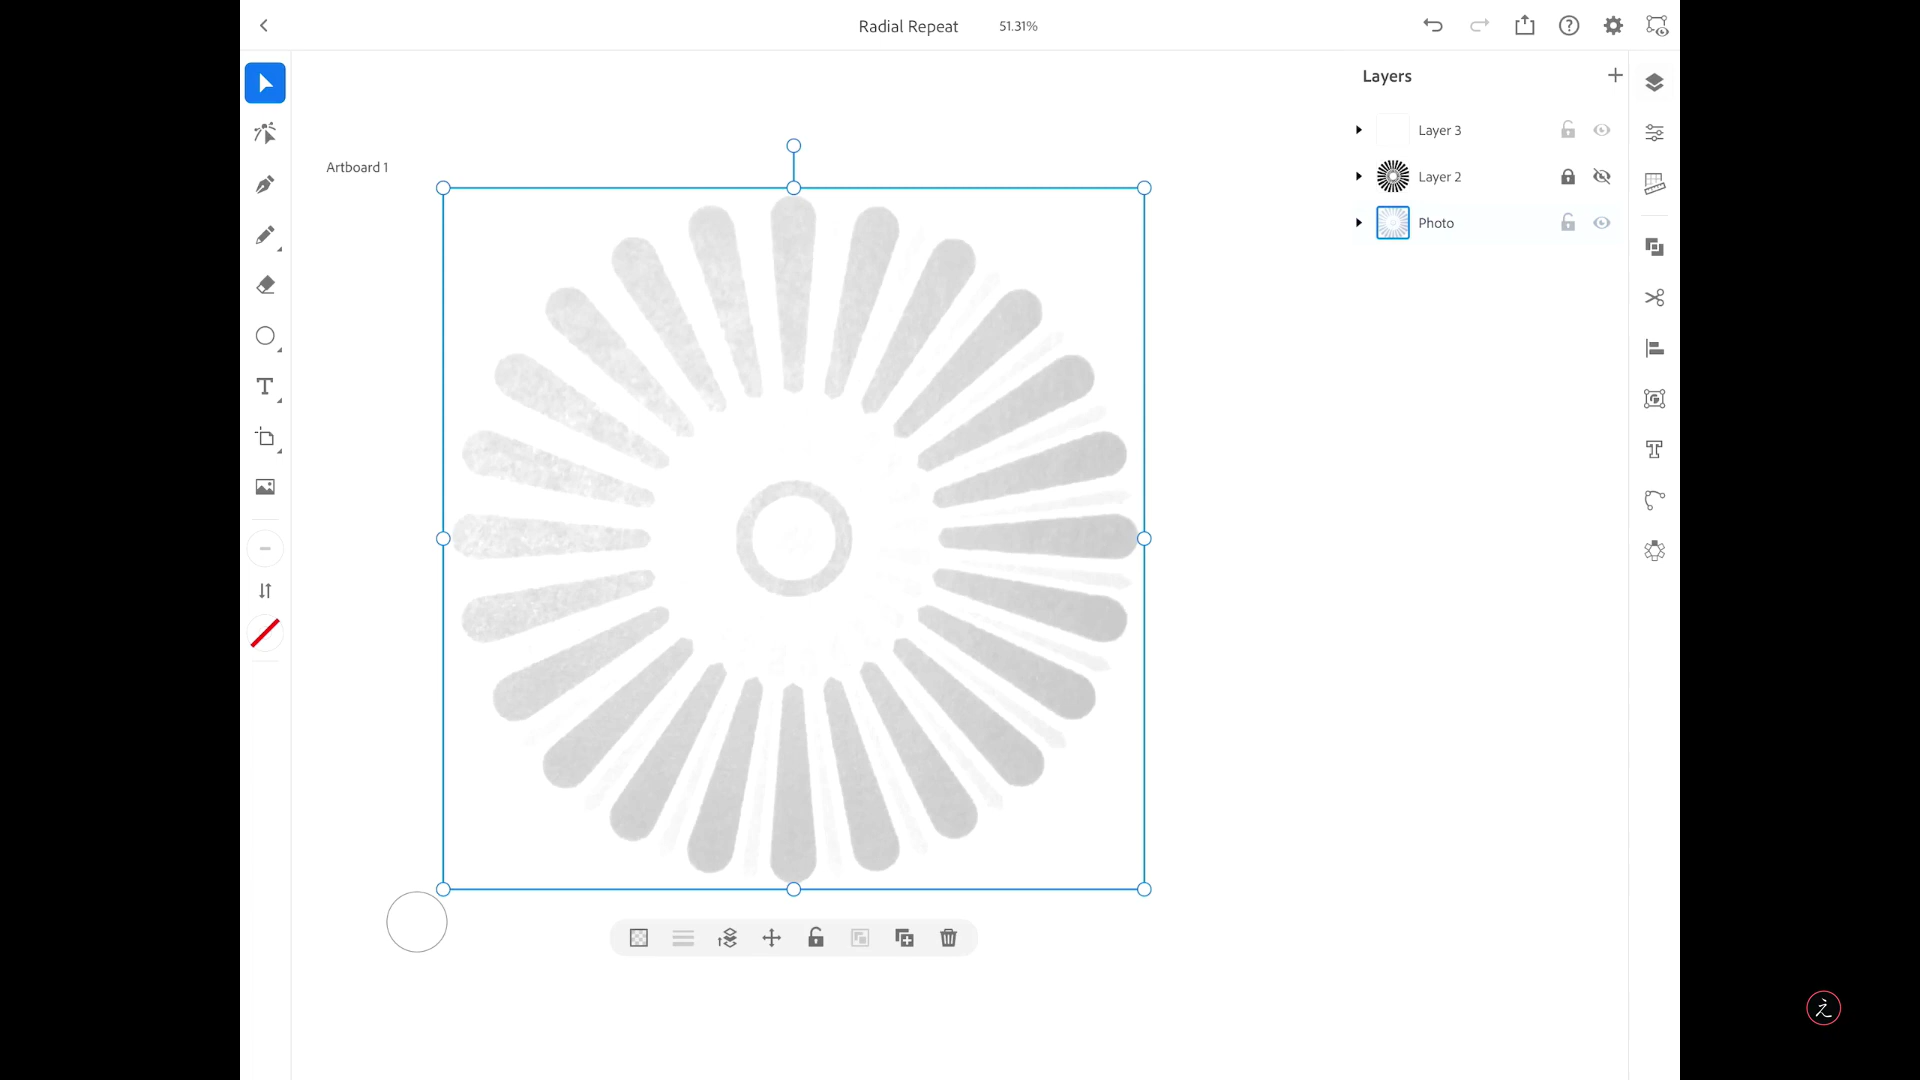 Radial Repeat 51.31%
Layers
Artboard 1
Layer 3
Layer 2
Photo